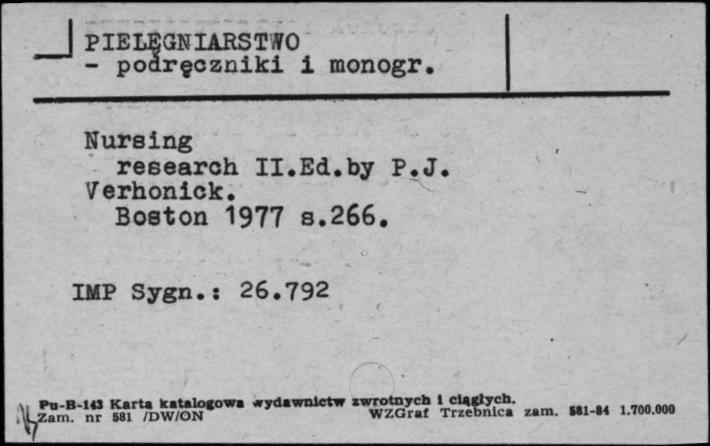 PIELĘGNIARSTWO
- podręczniki i monogr.
Nursing
research II.Ed.by P.J.
Verhonick.
Boston 1977 s.266.
IMP Sygn.: 26.792
Pu-B-143 Karta katalogowa wydawnictw zwrotnych i ciągłych.
Zam. nr 581 /DW/ON WZGraf Trzebnica zam. 581-84 1.700.000